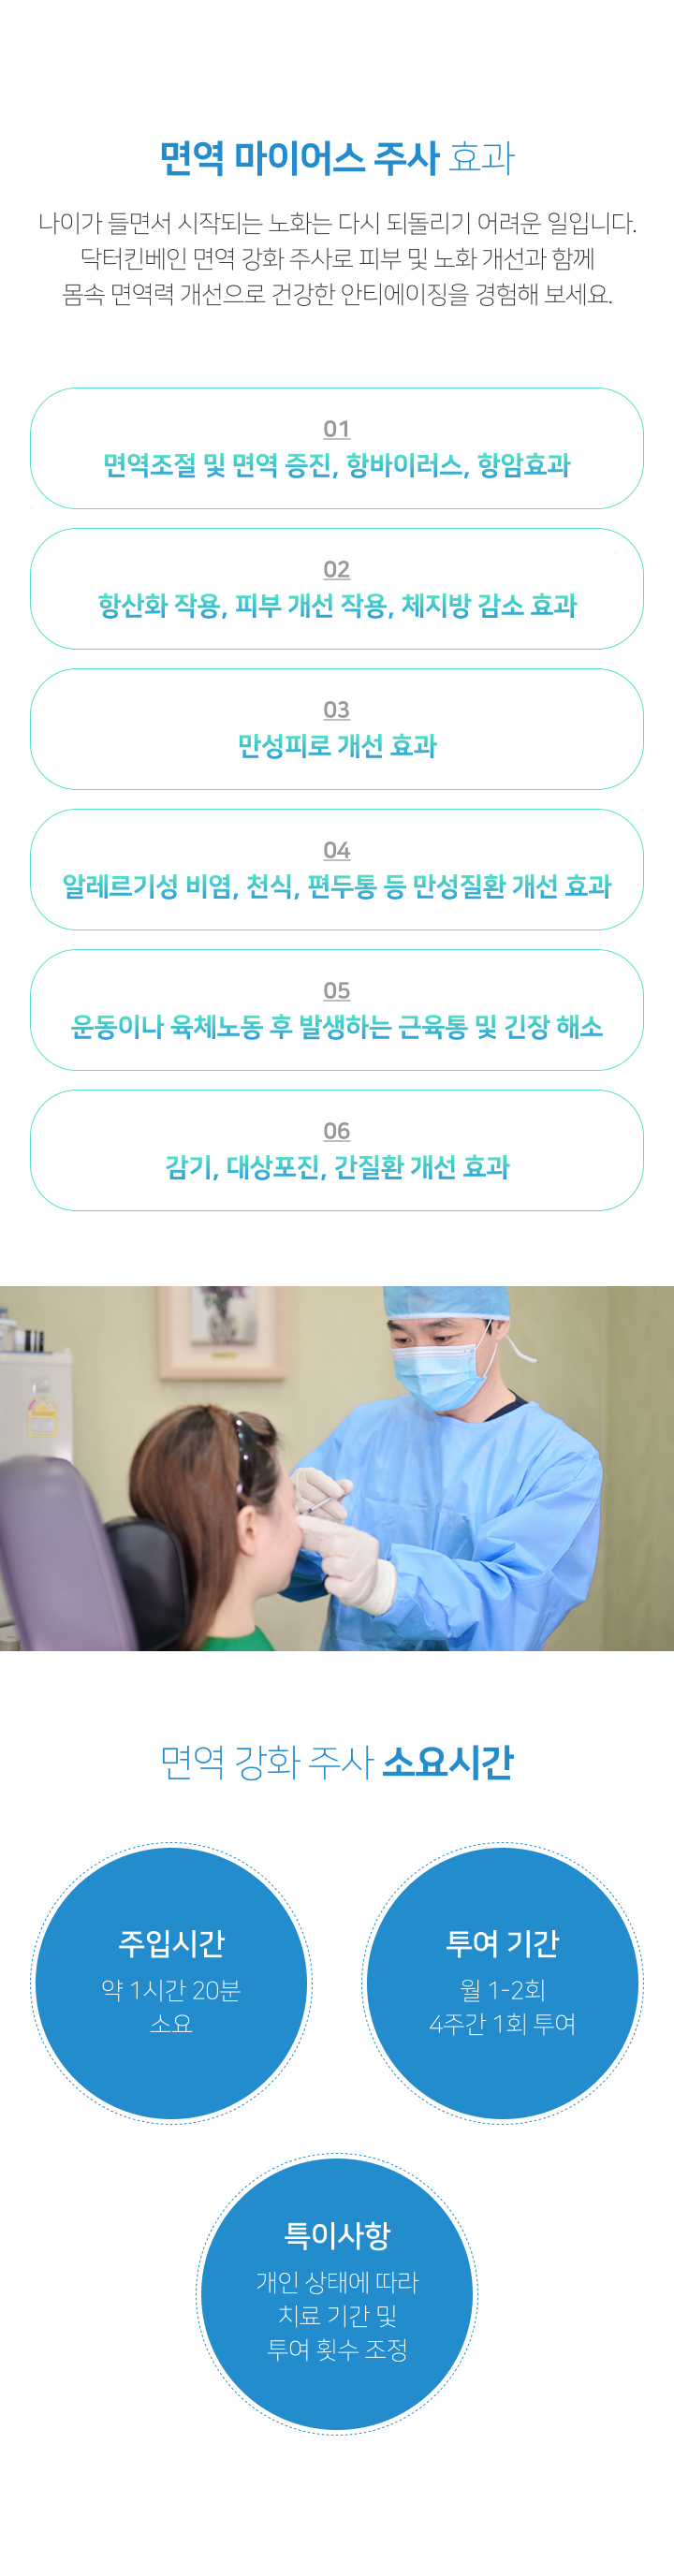 면역 마이어스 주사 효과
나이가 들면서 시작되는 노화는 다시 되돌리기 어려운 일입니다.
닥터킨베인 면역 강화 주사로 피부 및 노화 개선과 함께
몸속 면역력 개선으로 건강한 안티에이징을 경험해 보세요.
01
면역조절 및 면역 증진, 항바이러스, 항암효과
02
항산화 작용, 피부 개선 작용, 체지방 감소 효과
03
만성피로 개선 효과
04
알레르기성 비염, 천식, 편두통 등 만성질환 개선 효과
05
운동이나 육체노동 후 발생하는 근육통 및 긴장 해소
06
감기, 대상포진, 간질환 개선 효과
면역 강화 주사 소요시간
주입시간
약 1시간 20분
소요
투여 기간
월 1-2회
4주간 1회 투여
특이사항
개인 상태에 따라
치료 기간 및
투여 횟수 조정